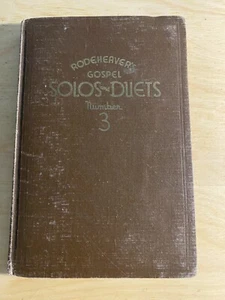 RODEHEAVER'S
GOSPEL
SOLOS AND DUETS
Number
3